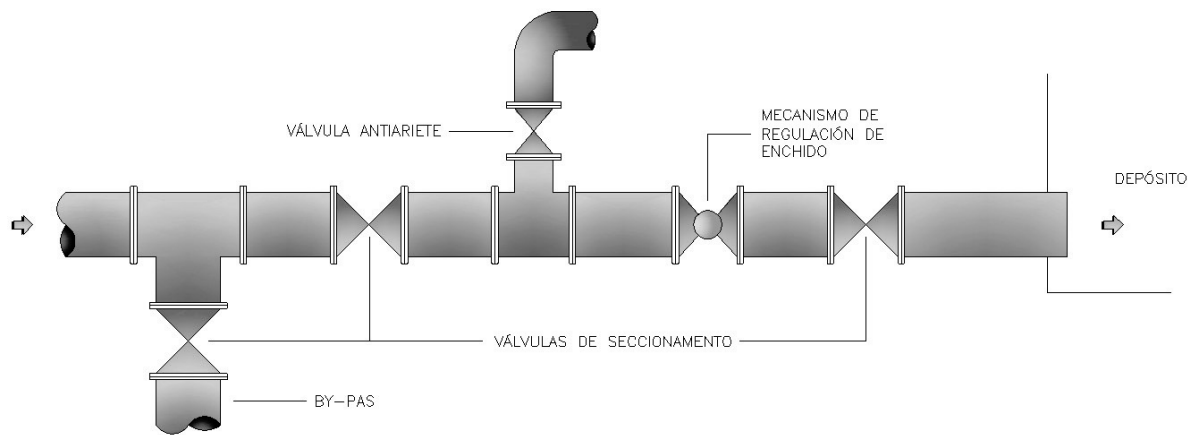 VÁLVULA ANTIARIETE
MECANISMO DE
REGULACIÓN DE
ENCHIDO
DEPÓSITO
VÁLVULAS DE SECCIONAMENTO
BY-PAS